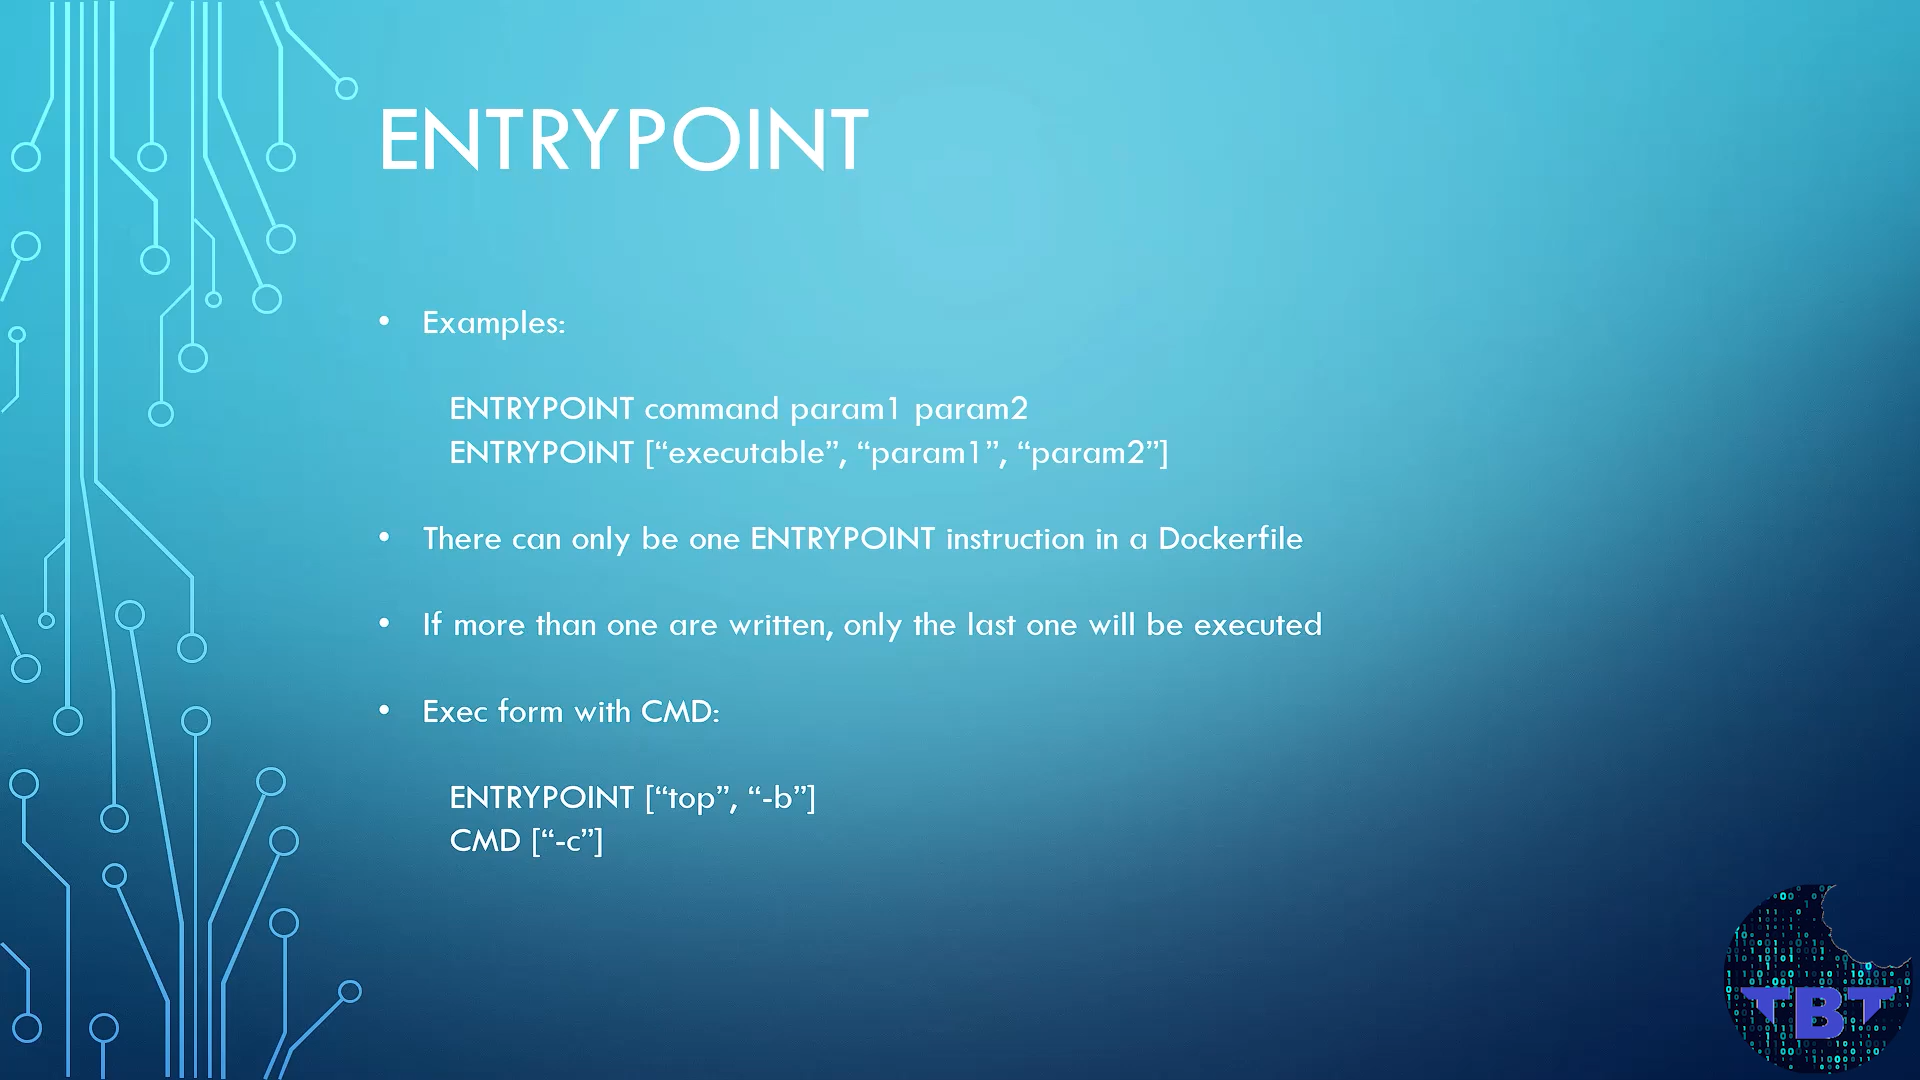 ENTRYPOINT
• Examples:
ENTRYPOINT command param1 param2
ENTRYPOINT [“executable”, “param1”, “param2”]
• There can only be one ENTRYPOINT instruction in a Dockerfile
• If more than one are written, only the last one will be executed
• Exec form with CMD:
ENTRYPOINT [“top”, “-b”]
CMD [“-c”]
TBT